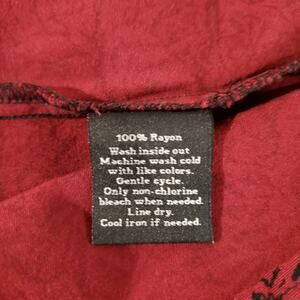 100% Rayon
Wash inside out
Machine wash cold
with like colors.
Gentle cycle.
Only non-chlorine
bleach when needed.
Line dry.
Cool iron if needed.